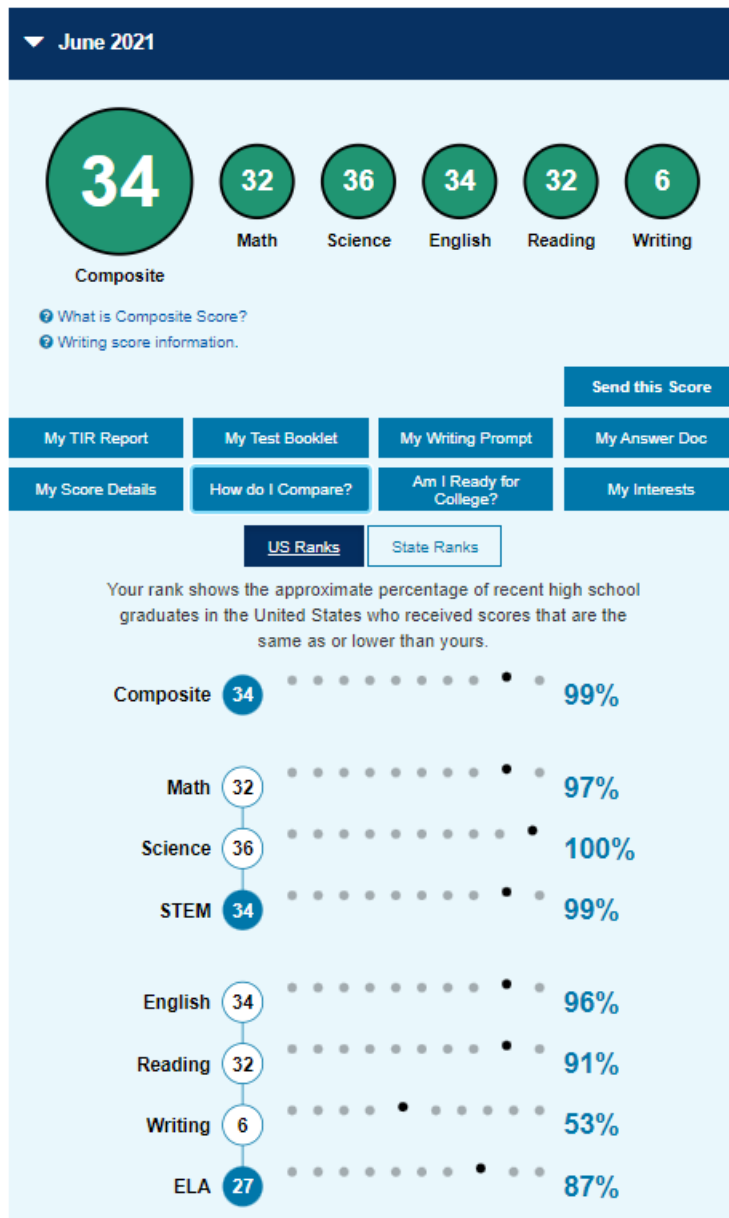 June 2021
34 32 36 34 32 6
Math Science English Reading Writing
Composite
What is Composite Score?
Writing score information.
Send this Score
My TIR Report My Test Booklet My Writing Prompt My Answer Doc
My Score Details How do I Compare? Am I Ready for My Interests
College?
US Ranks State Ranks
Your rank shows the approximate percentage of recent high school
graduates in the United States who received scores that are the
same as or lower than yours.
Composite 34 99%
Math 32 97%
Science 36 100%
STEM 34 99%
English 34 96%
Reading 32 91%
Writing 6 53%
ELA 27 87%